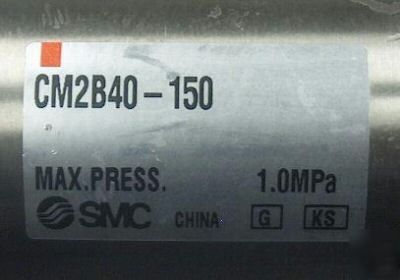 CM2B40-150
MAX.PRESS. 1.0MPa
SMC CHINA G KS